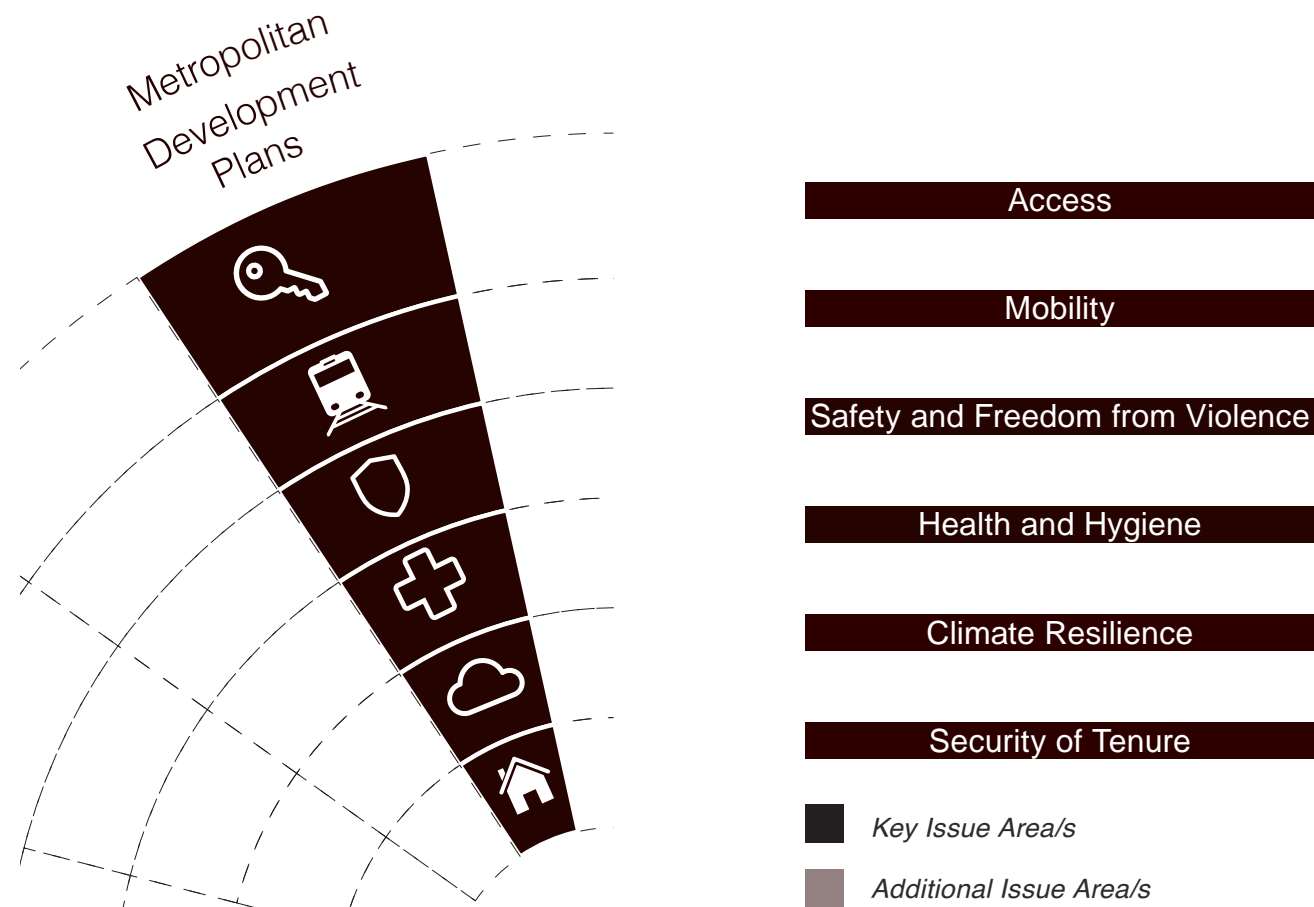 Metropolitan
Development
Plans
Access
Mobility
Safety and Freedom from Violence
Health and Hygiene
Climate Resilience
Security of Tenure
Key Issue Area/s
Additional Issue Area/s